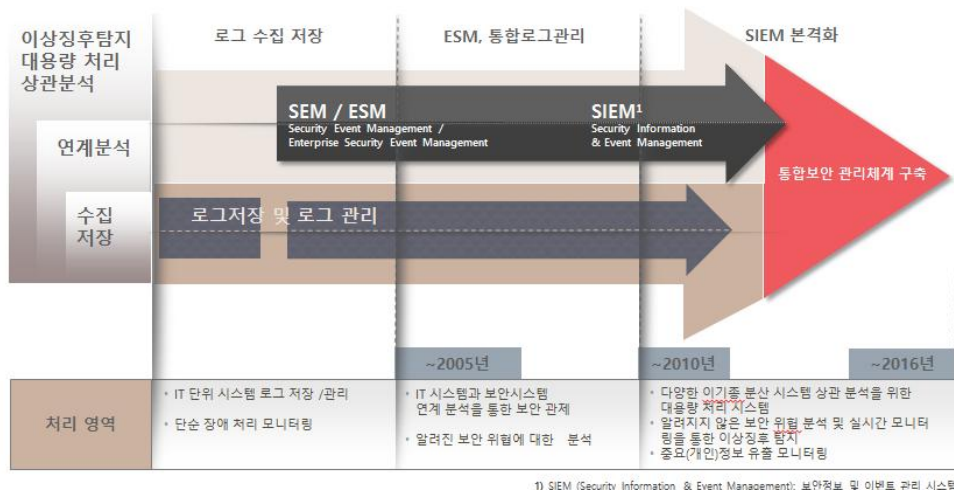 이상징후탐지
대용량 처리
상관분석
로그 수집 저장
ESM, 통합로그관리
SIEM 본격화
연계분석
수집
저장
SEM / ESM
Security Event Management /
Enterprise Security Event Management
SIEM¹
Security Information
& Event Management
통합보안 관리체계 구축
로그저장 및 로그 관리
~2005년
~2010년
~2016년
처리 영역
• IT 단위 시스템 로그 저장 /관리
• 단순 장애 처리 모니터링
• IT 시스템과 보안시스템
연계 분석을 통한 보안 관제
• 알려진 보안 위협에 대한 분석
• 다양한 이기종 분산 시스템 상관 분석을 위한
대용량 처리 시스템
• 알려지지 않은 보안 위협 분석 및 실시간 모니터
링을 통한 이상징후 탐지
• 중요(개인)정보 유출 모니터링
1) SIEM (Security Information & Event Management): 보안정보 및 이벤트 관리 시스템